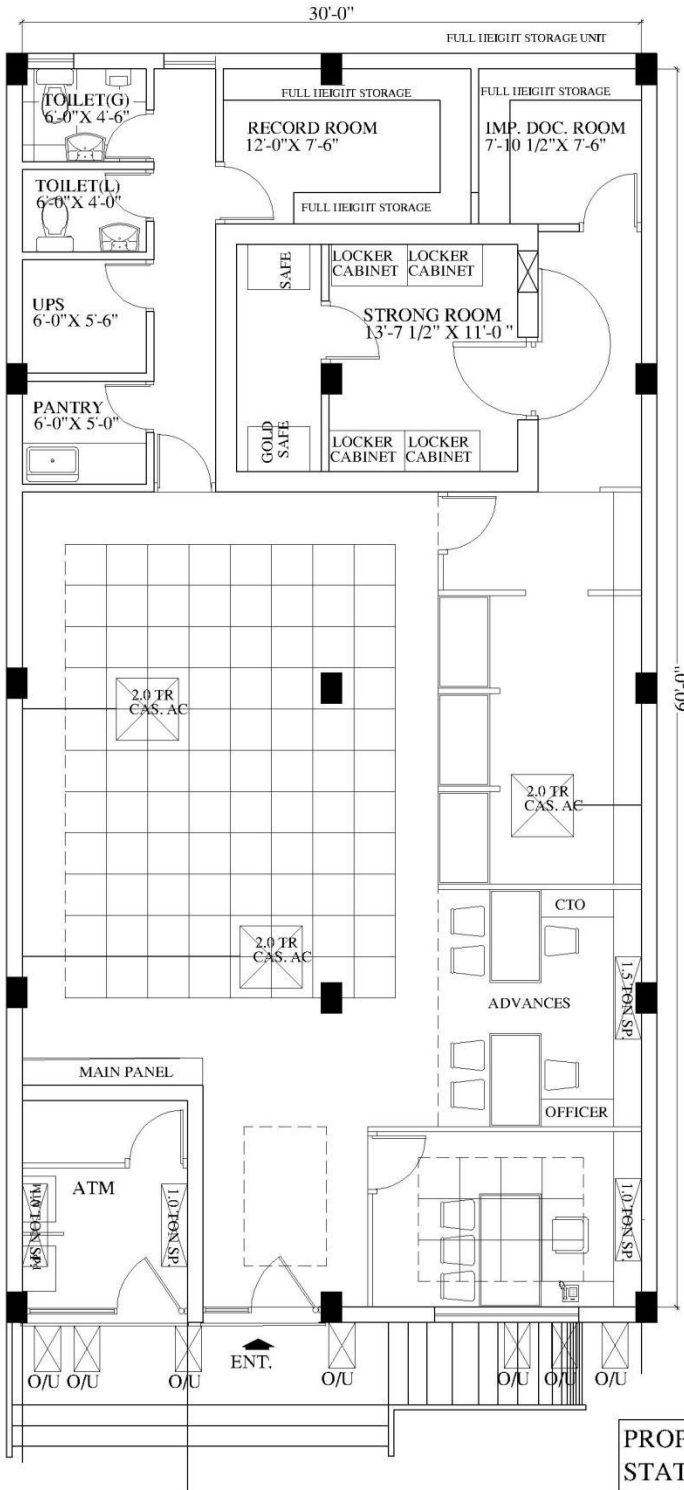 30'-0"
FULL HEIGHT STORAGE UNIT
TOILET(G)
6'-0"X 4'-6"
FULL HEIGHT STORAGE
RECORD ROOM
12'-0"X 7'-6"
FULL HEIGHT STORAGE
FULL HEIGHT STORAGE
IMP. DOC. ROOM
7'-10 1/2"X 7'-6"
TOILET(L)
6'-0"X 4'-0"
UPS
6'-0"X 5'-6"
PANTRY
6'-0"X 5'-0"
SAFE
LOCKER
CABINET
LOCKER
CABINET
STRONG ROOM
13'-7 1/2" X 11'-0 "
GOLD
SAFE
LOCKER
CABINET
LOCKER
CABINET
60'-0"
2.0 TR
CAS. AC
2.0 TR
CAS. AC
2.0 TR
CAS. AC
CTO
ADVANCES
1.5 TON SP.
OFFICER
MAIN PANEL
ATM
1.0 TON SP.
1.0 TON SP.
1.0 TON SP.
ENT.
O/U
O/U
O/U
O/U
O/U
O/U
O/U
PROP
STAT